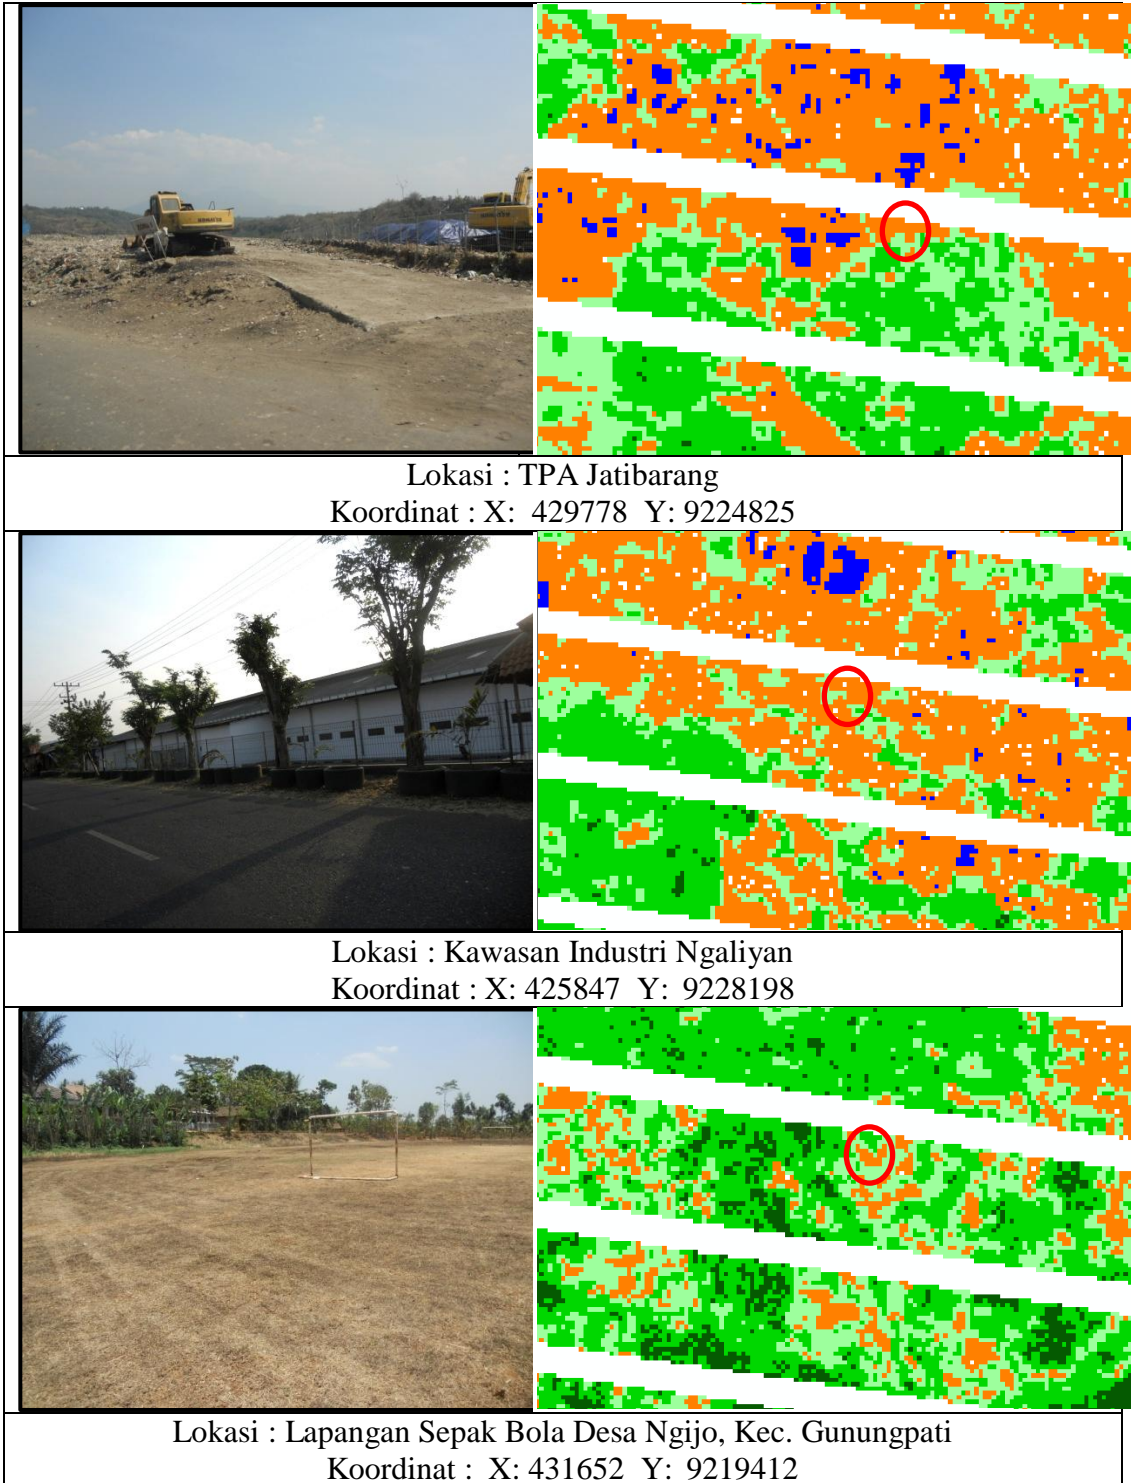 Lokasi : TPA Jatibarang
Koordinat : X: 429778 Y: 9224825
Lokasi : Kawasan Industri Ngaliyan
Koordinat : X: 425847 Y: 9228198
Lokasi : Lapangan Sepak Bola Desa Ngijo, Kec. Gunungpati
Koordinat : X: 431652 Y: 9219412